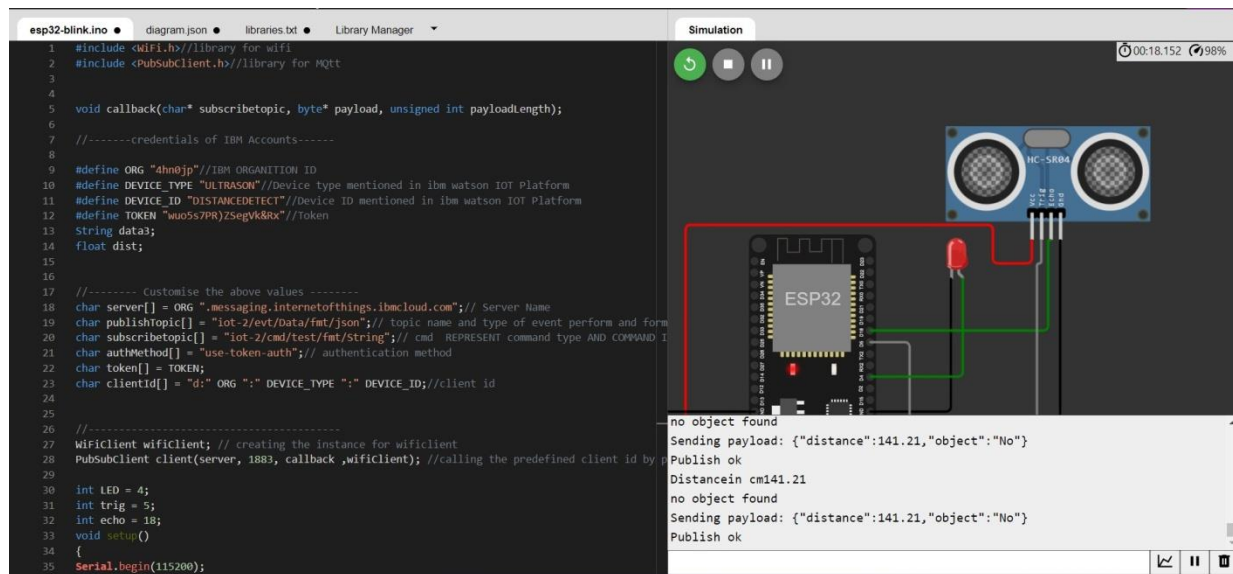 esp32-blink.ino ● diagram.json ● libraries.txt ● Library Manager
1 #include <WiFi.h>//library for wifi
2 #include <PubSubClient.h>//library for MQtt
3
4
5 void callback(char* subscribetopic, byte* payload, unsigned int payloadLength);
6
7 //-------credentials of IBM Accounts------
8
9 #define ORG "4hn0jp"//IBM ORGANITION ID
10 #define DEVICE_TYPE "ULTRASON"//Device type mentioned in ibm watson IOT Platform
11 #define DEVICE_ID "DISTANCEDETECT"//Device ID mentioned in ibm watson IOT Platform
12 #define TOKEN "wuo5s7PR)ZSegVk&Rx"//Token
13 String data3;
14 float dist;
15
16
17 //-------- Customise the above values --------
18 char server[] = ORG ".messaging.internetofthings.ibmcloud.com";// Server Name
19 char publishTopic[] = "iot-2/evt/Data/fmt/json";// topic name and type of event perform and form
20 char subscribetopic[] = "iot-2/cmd/test/fmt/String";// cmd REPRESENT command type AND COMMAND I
21 char authMethod[] = "use-token-auth";// authentication method
22 char token[] = TOKEN;
23 char clientId[] = "d:" ORG ":" DEVICE_TYPE ":" DEVICE_ID;//client id
24
25
26 //-----------------------------------------
27 WiFiClient wifiClient; // creating the instance for wificlient
28 PubSubClient client(server, 1883, callback ,wifiClient); //calling the predefined client id by p
29
30 int LED = 4;
31 int trig = 5;
32 int echo = 18;
33 void setup()
34 {
35 Serial.begin(115200);
Simulation
00:18.152 98%
HC-SR04
Vcc Trig Echo Gnd
ESP32
no object found
Sending payload: {"distance":141.21,"object":"No"}
Publish ok
Distancein cm141.21
no object found
Sending payload: {"distance":141.21,"object":"No"}
Publish ok